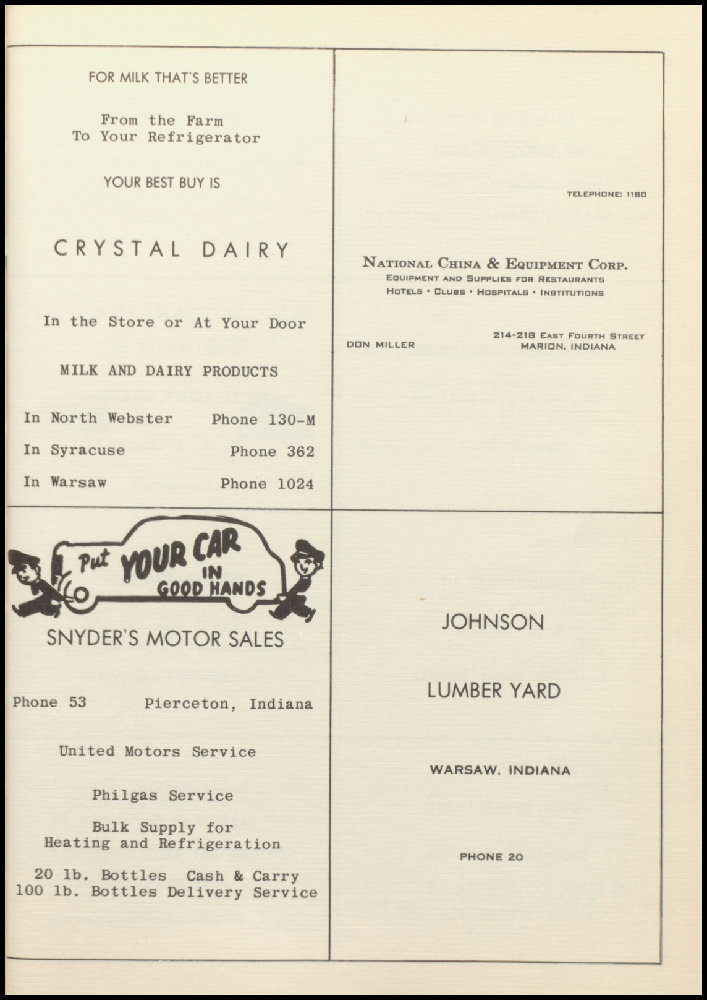 FOR MILK THAT'S BETTER
From the Farm
To Your Refrigerator
YOUR BEST BUY IS
CRYSTAL DAIRY
In the Store or At Your Door
MILK AND DAIRY PRODUCTS
In North Webster Phone 130-M
In Syracuse Phone 362
In Warsaw Phone 1024
TELEPHONE: 1180
NATIONAL CHINA & EQUIPMENT CORP.
EQUIPMENT AND SUPPLIES FOR RESTAURANTS
HOTELS • CLUBS • HOSPITALS • INSTITUTIONS
214-218 EAST FOURTH STREET
DON MILLER MARION, INDIANA
Put YOUR CAR
IN
GOOD HANDS
SNYDER'S MOTOR SALES
Phone 53 Pierceton, Indiana
United Motors Service
Philgas Service
Bulk Supply for
Heating and Refrigeration
20 lb. Bottles Cash & Carry
100 lb. Bottles Delivery Service
JOHNSON
LUMBER YARD
WARSAW, INDIANA
PHONE 20